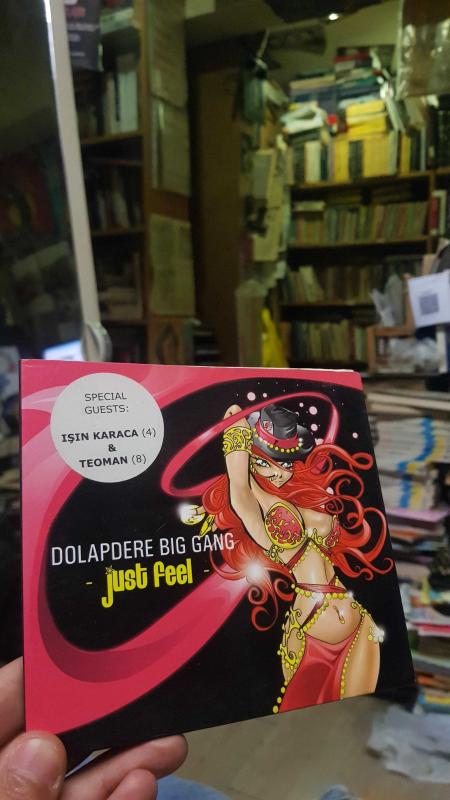 SPECIAL
GUESTS:
IŞIN KARACA (4)
&
TEOMAN (8)
DOLAPDERE BIG GANG
- just feel -